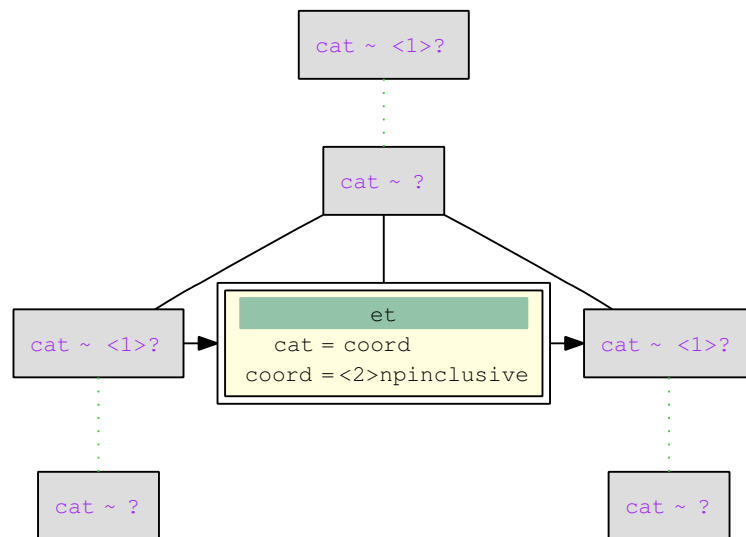 cat ~ <1>?
cat ~ ?
cat ~ <1>?
et
cat = coord
coord = <2>npinclusive
cat ~ <1>?
cat ~ ?
cat ~ ?